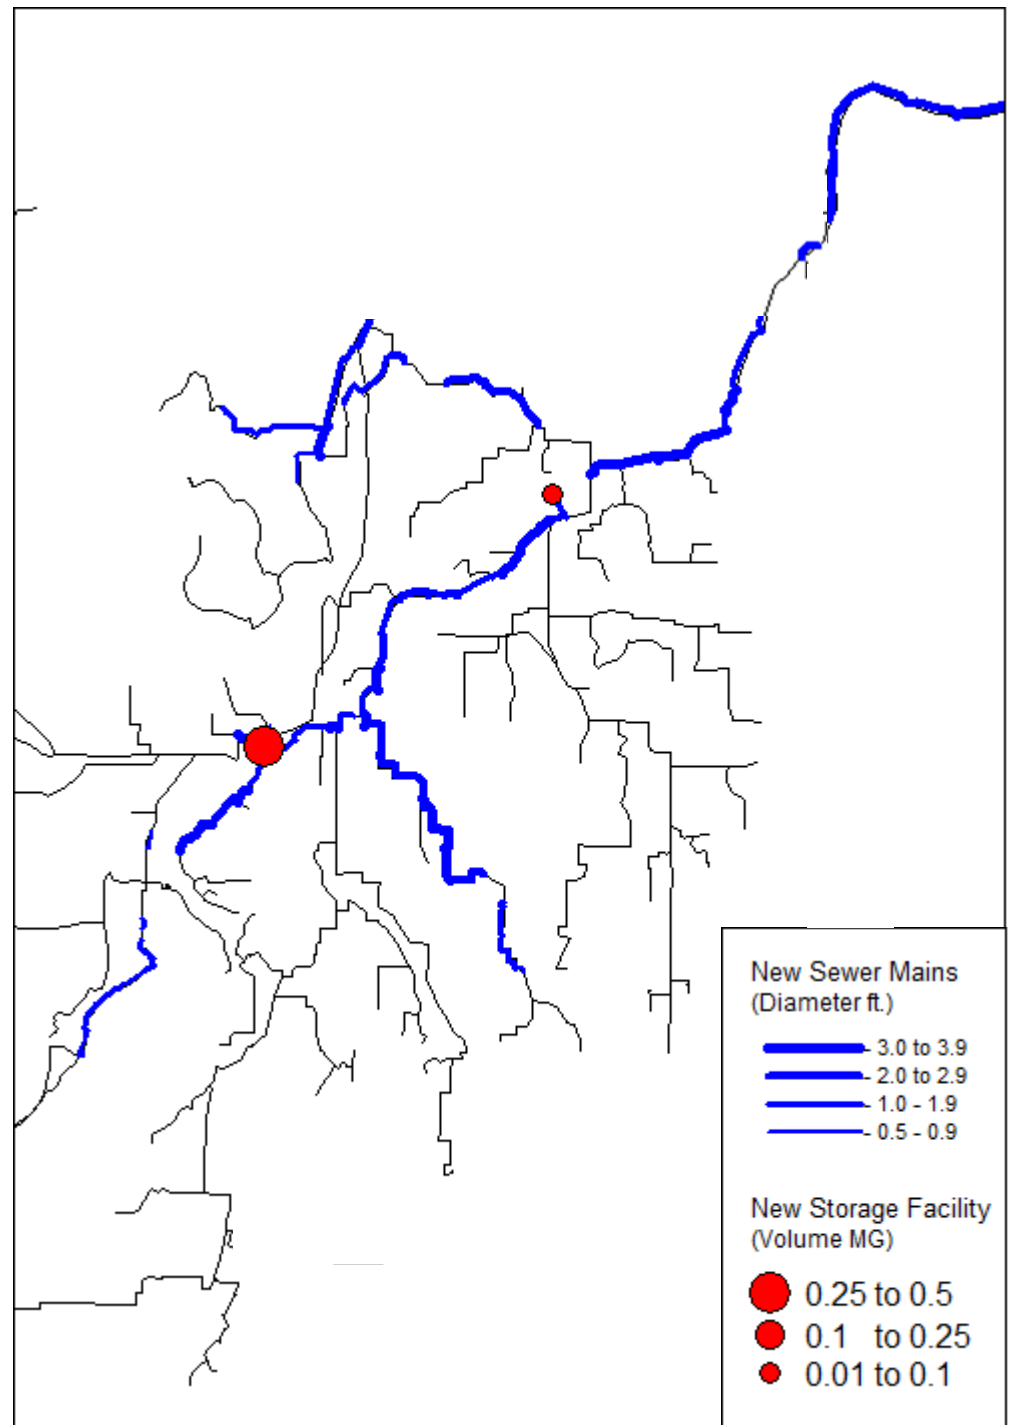 New Sewer Mains
(Diameter ft.)
- 3.0 to 3.9
- 2.0 to 2.9
- 1.0 - 1.9
- 0.5 - 0.9
New Storage Facility
(Volume MG)
0.25 to 0.5
0.1 to 0.25
0.01 to 0.1